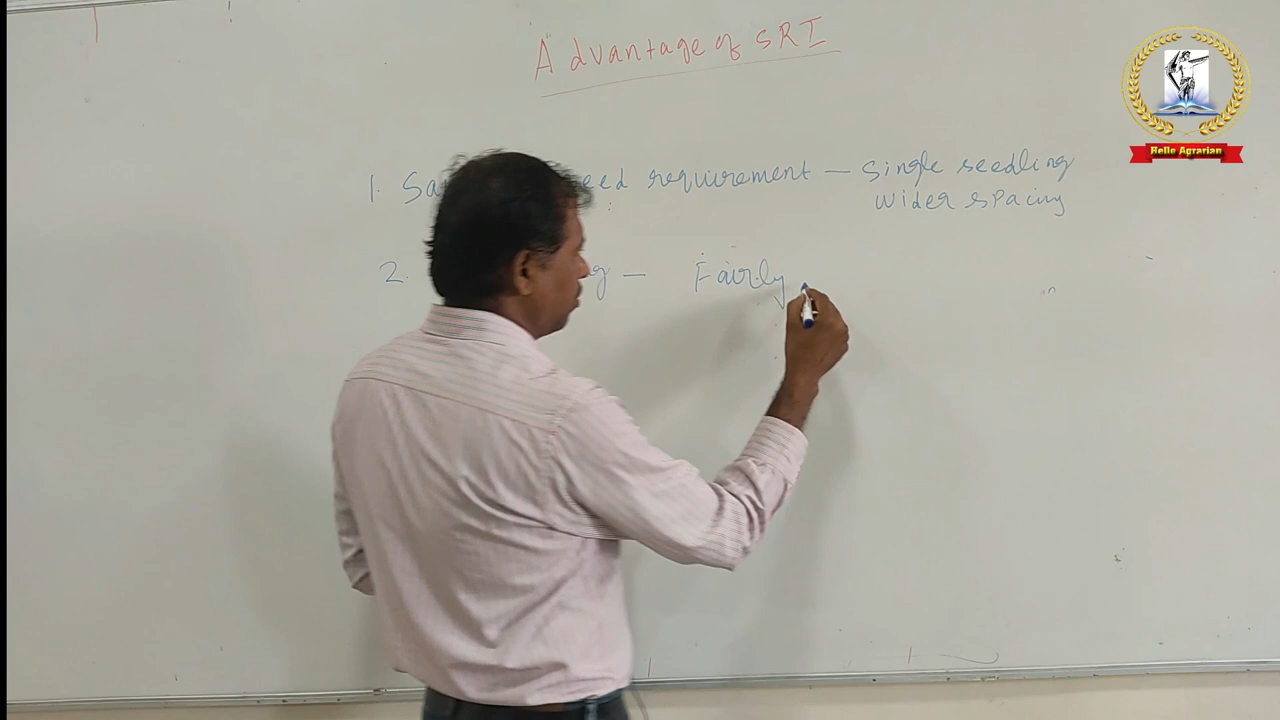 Advantage of SRI
1. Sa eed requirement — single seedling
wider spacing
2. g — Fairly
Hello Agrarian